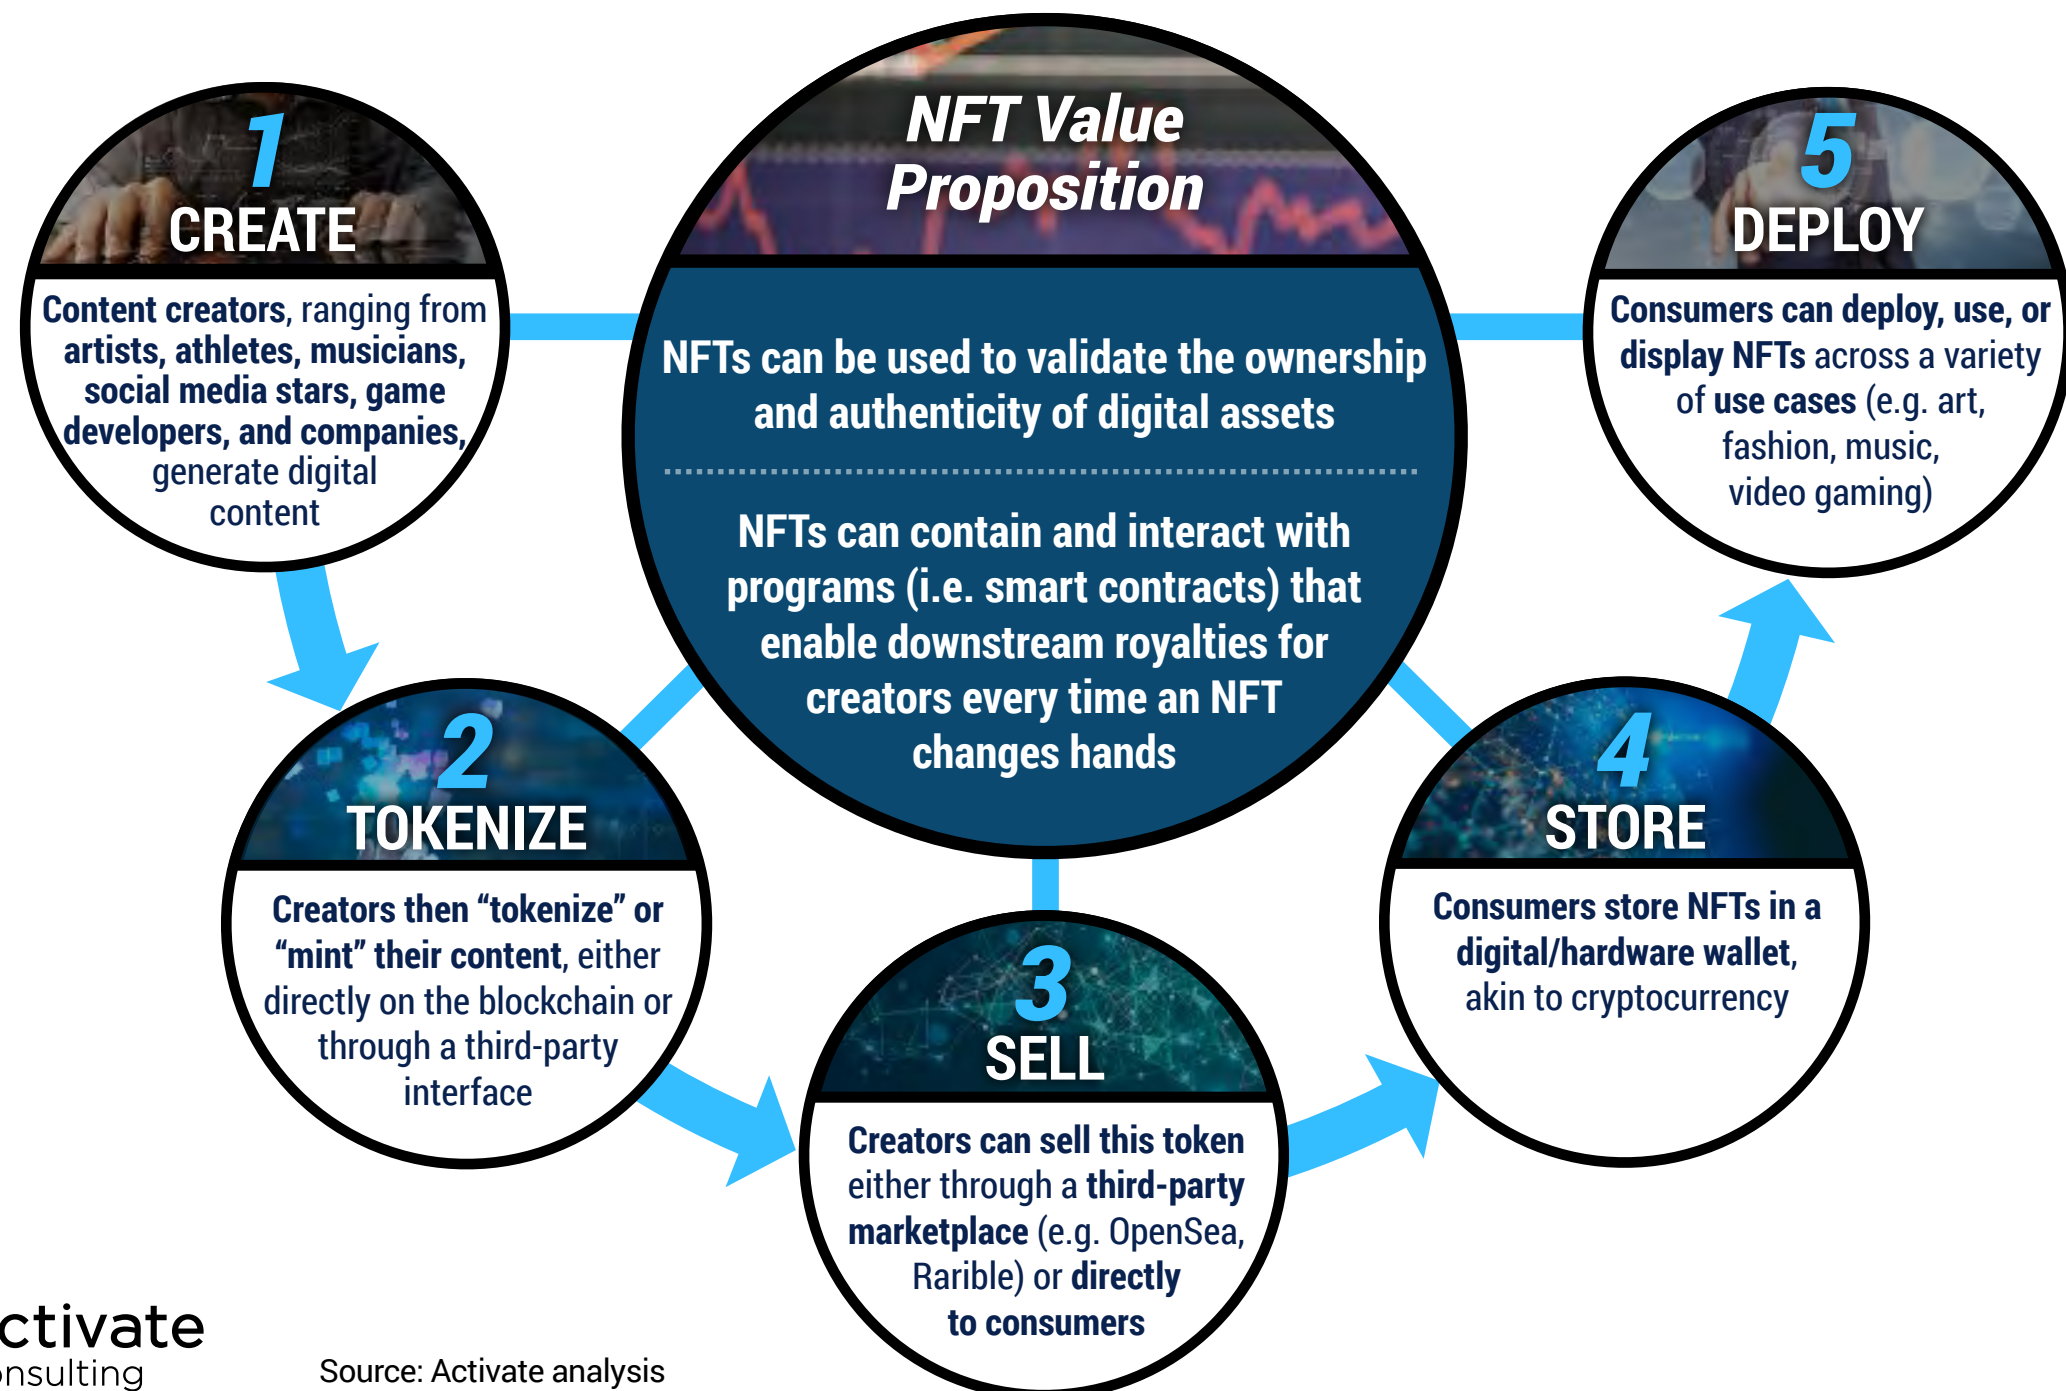 NFT Value
Proposition
NFTs can be used to validate the ownership
and authenticity of digital assets
NFTs can contain and interact with
programs (i.e. smart contracts) that
enable downstream royalties for
creators every time an NFT
changes hands
1
CREATE
Content creators, ranging from
artists, athletes, musicians,
social media stars, game
developers, and companies,
generate digital
content
2
TOKENIZE
Creators then “tokenize” or
“mint” their content, either
directly on the blockchain or
through a third-party
interface
3
SELL
Creators can sell this token
either through a third-party
marketplace (e.g. OpenSea,
Rarible) or directly
to consumers
4
STORE
Consumers store NFTs in a
digital/hardware wallet,
akin to cryptocurrency
5
DEPLOY
Consumers can deploy, use, or
display NFTs across a variety
of use cases (e.g. art,
fashion, music,
video gaming)
ctivate
onsulting
Source: Activate analysis